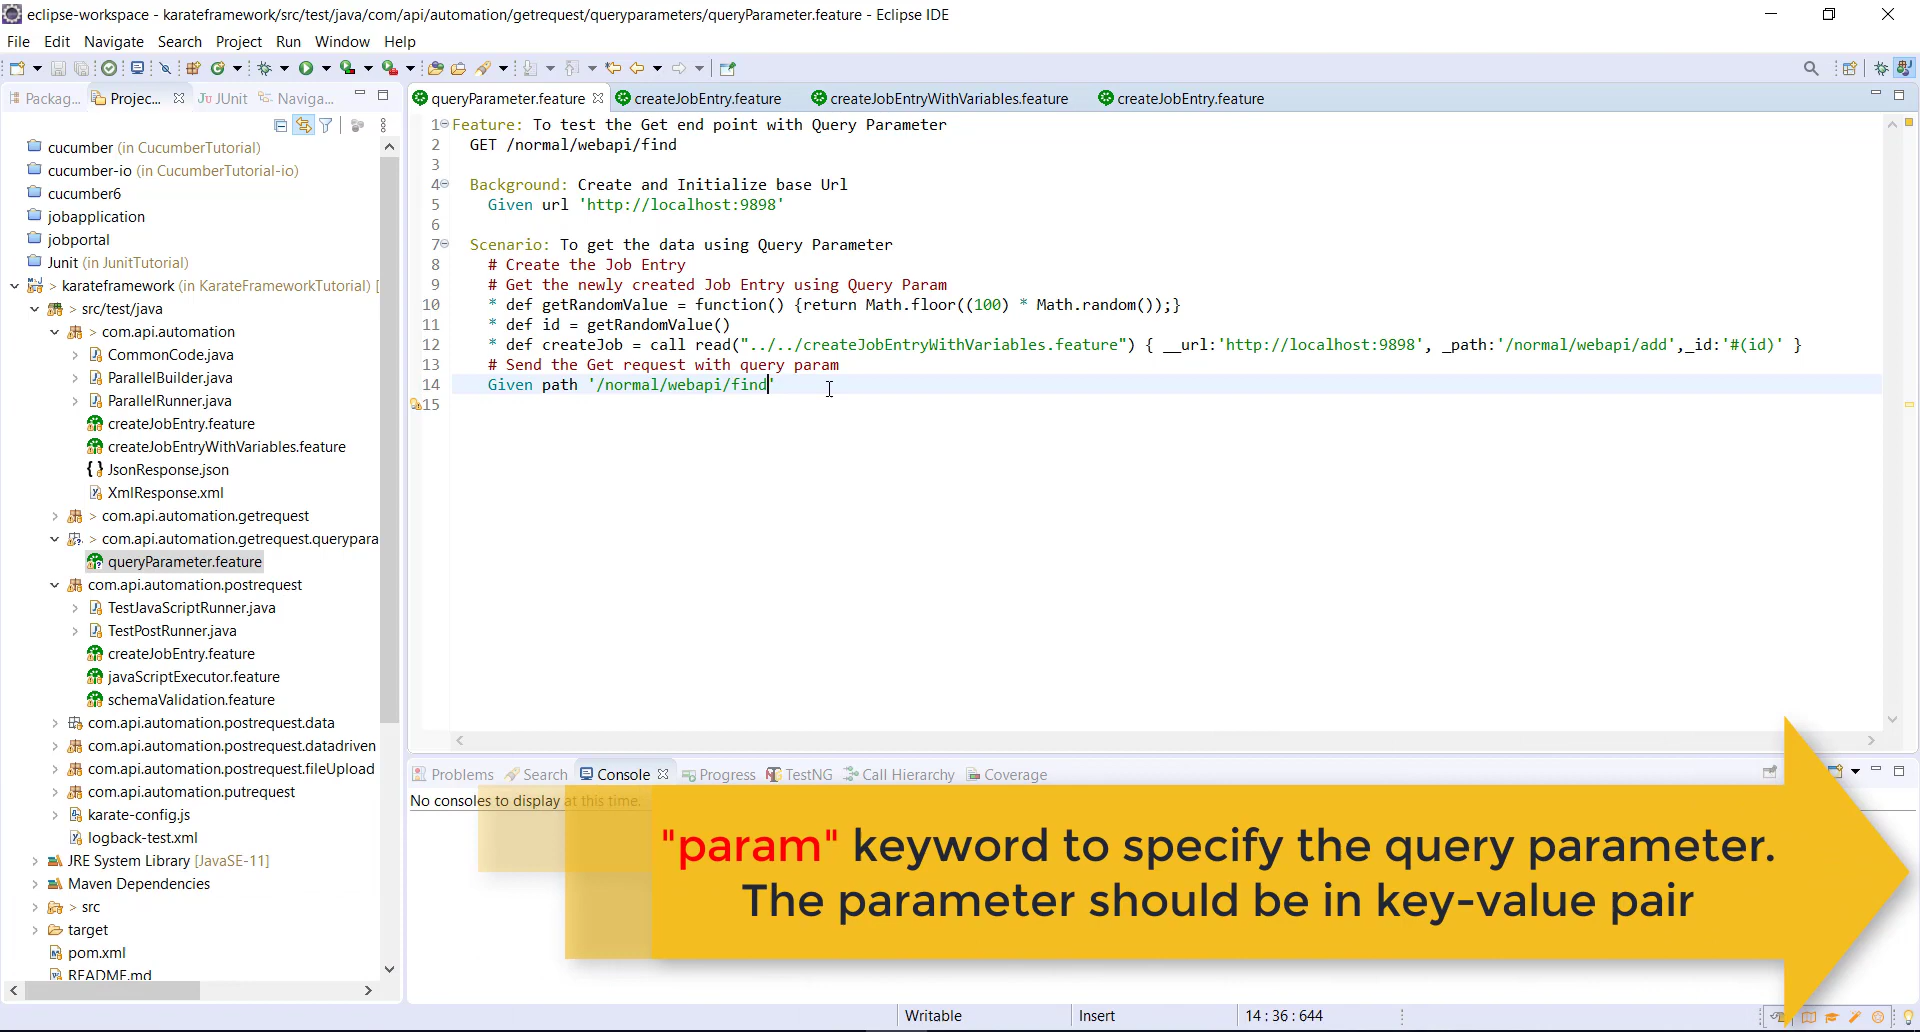 eclipse-workspace - karateframework/src/test/java/com/api/automation/getrequest/queryparameters/queryParameter.feature - Eclipse IDE
File Edit Navigate Search Project Run Window Help
Packag... Projec... JUnit Naviga...
queryParameter.feature createJobEntry.feature createJobEntryWithVariables.feature createJobEntry.feature
cucumber (in CucumberTutorial)
cucumber-io (in CucumberTutorial-io)
cucumber6
jobapplication
jobportal
Junit (in JunitTutorial)
> karateframework (in KarateFrameworkTutorial) [
> src/test/java
> com.api.automation
CommonCode.java
ParallelBuilder.java
ParallelRunner.java
createJobEntry.feature
createJobEntryWithVariables.feature
JsonResponse.json
XmlResponse.xml
> com.api.automation.getrequest
> com.api.automation.getrequest.querypara
queryParameter.feature
com.api.automation.postrequest
TestJavaScriptRunner.java
TestPostRunner.java
createJobEntry.feature
javaScriptExecutor.feature
schemaValidation.feature
com.api.automation.postrequest.data
com.api.automation.postrequest.datadriven
com.api.automation.postrequest.fileUpload
com.api.automation.putrequest
karate-config.js
logback-test.xml
JRE System Library [JavaSE-11]
Maven Dependencies
> src
target
pom.xml
README.md
1 Feature: To test the Get end point with Query Parameter
2 GET /normal/webapi/find
3
4 Background: Create and Initialize base Url
5 Given url 'http://localhost:9898'
6
7 Scenario: To get the data using Query Parameter
8 # Create the Job Entry
9 # Get the newly created Job Entry using Query Param
10 * def getRandomValue = function() {return Math.floor((100) * Math.random());}
11 * def id = getRandomValue()
12 * def createJob = call read("../../createJobEntryWithVariables.feature") { __url:'http://localhost:9898', _path:'/normal/webapi/add',_id:'#(id)' }
13 # Send the Get request with query param
14 Given path '/normal/webapi/find'
15
Problems Search Console Progress TestNG Call Hierarchy Coverage
No consoles to display at this time.
"param" keyword to specify the query parameter.
The parameter should be in key-value pair
Writable Insert 14 : 36 : 644